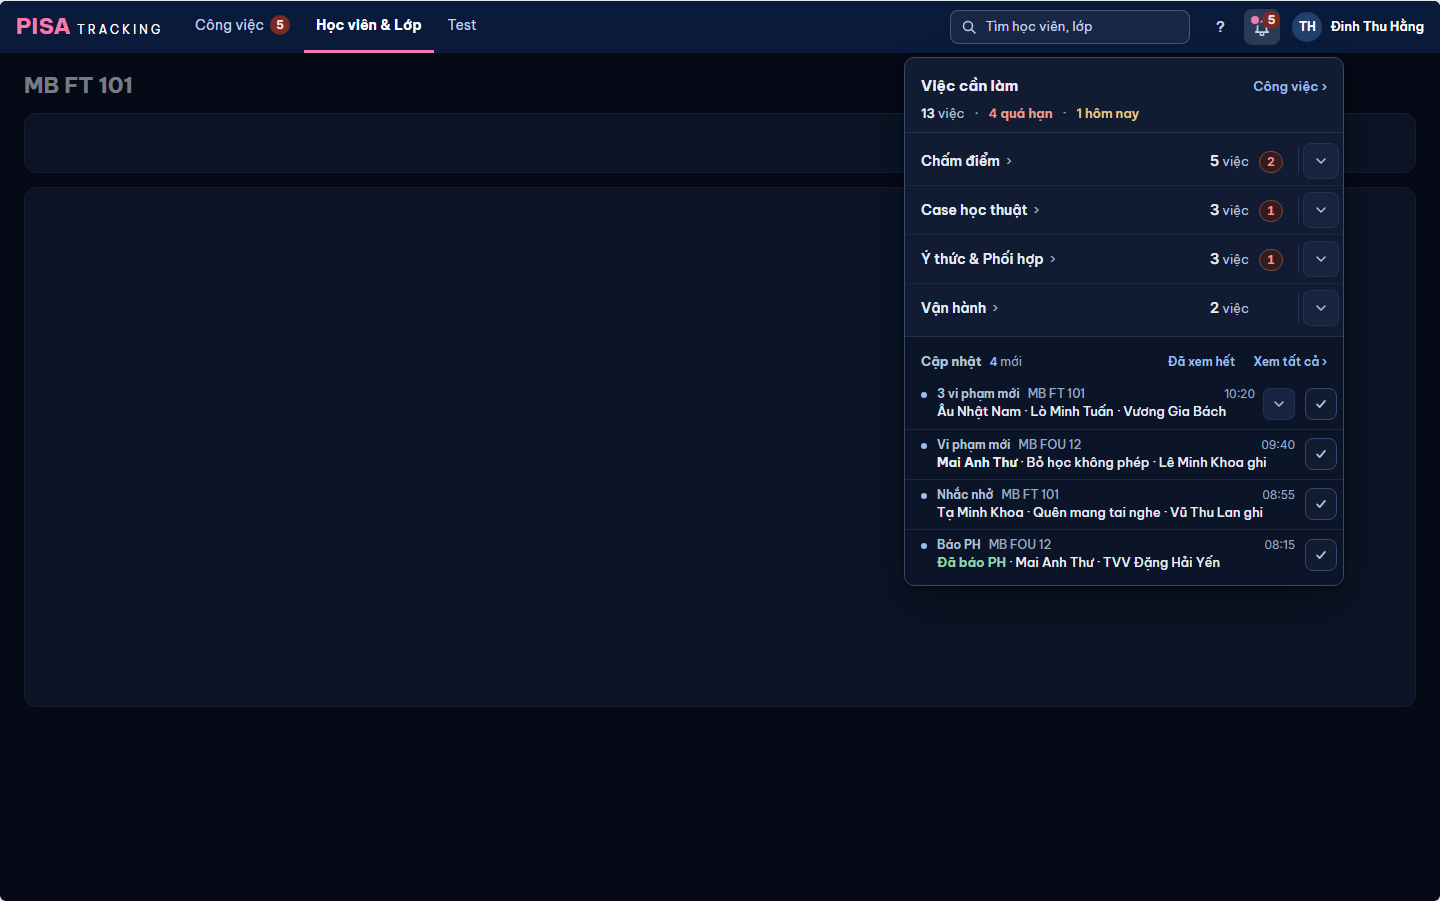 PISA TRACKING Công việc 5 Học viên & Lớp Test Tìm học viên, lớp ? 5 TH Đinh Thu Hằng
MB FT 101
Việc cần làm Công việc ›
13 việc · 4 quá hạn · 1 hôm nay
Chấm điểm › 5 việc 2
Case học thuật › 3 việc 1
Ý thức & Phối hợp › 3 việc 1
Vận hành › 2 việc
Cập nhật 4 mới Đã xem hết Xem tất cả ›
3 vi phạm mới MB FT 101 10:20
Âu Nhật Nam · Lò Minh Tuấn · Vương Gia Bách
Vi phạm mới MB FOU 12 09:40
Mai Anh Thư · Bỏ học không phép · Lê Minh Khoa ghi
Nhắc nhở MB FT 101 08:55
Tạ Minh Khoa · Quên mang tai nghe · Vũ Thu Lan ghi
Báo PH MB FOU 12 08:15
Đã báo PH · Mai Anh Thư · TVV Đặng Hải Yến